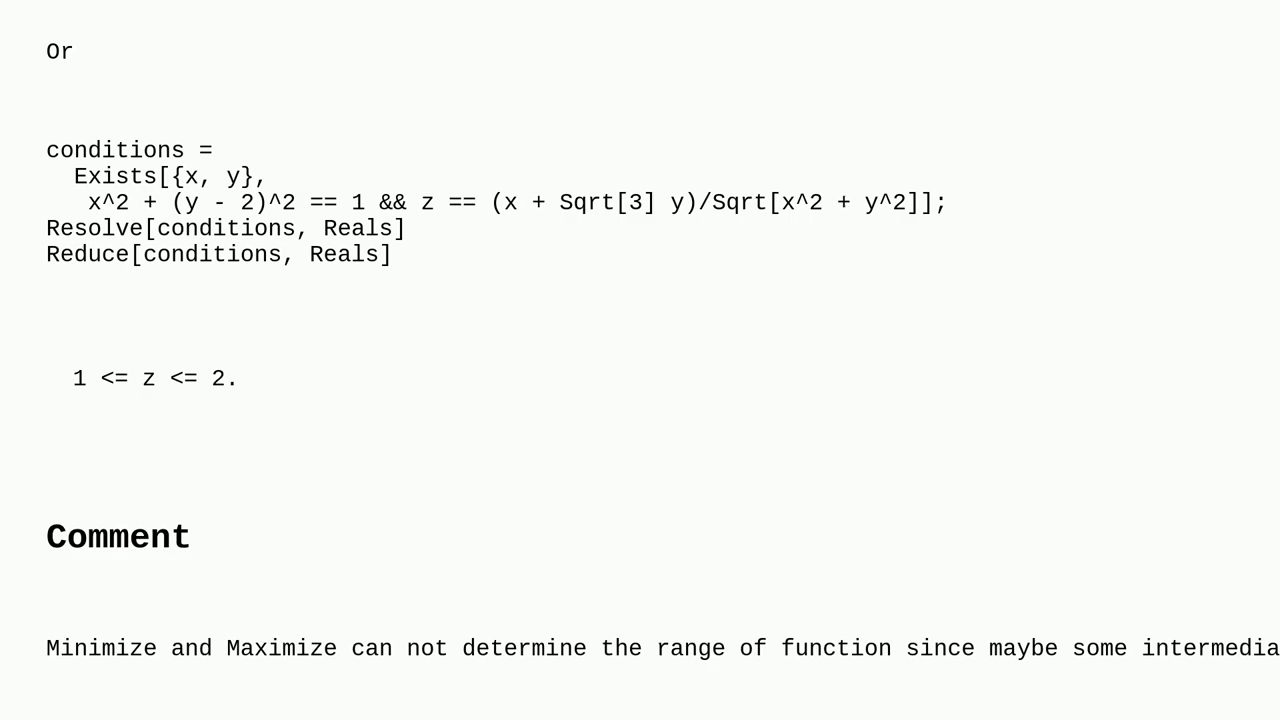 Or
conditions =
Exists[{x, y},
x^2 + (y - 2)^2 == 1 && z == (x + Sqrt[3] y)/Sqrt[x^2 + y^2]];
Resolve[conditions, Reals]
Reduce[conditions, Reals]
1 <= z <= 2.
Comment
Minimize and Maximize can not determine the range of function since maybe some intermedia